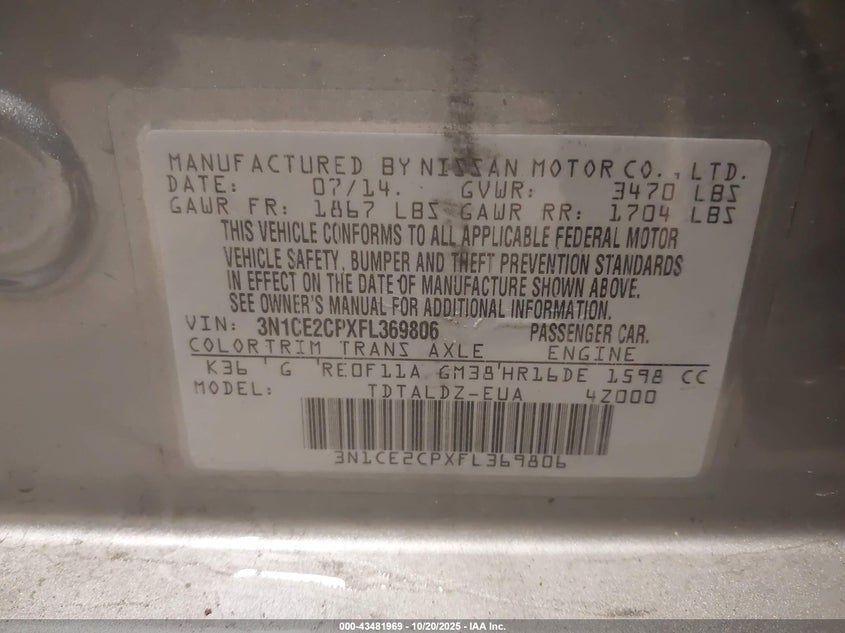 MANUFACTURED BY NISSAN MOTOR CO., LTD.
DATE: 07/14. GVWR: 3470 LBS
GAWR FR: 1867 LBS GAWR RR: 1704 LBS
THIS VEHICLE CONFORMS TO ALL APPLICABLE FEDERAL MOTOR
VEHICLE SAFETY, BUMPER AND THEFT PREVENTION STANDARDS
IN EFFECT ON THE DATE OF MANUFACTURE SHOWN ABOVE.
SEE OWNER'S MANUAL FOR ADDITIONAL INFORMATION.
VIN: 3N1CE2CPXFL369806 PASSENGER CAR.
COLORTRIM TRANS AXLE ENGINE
K36 G RE0F11A GM38 HR16DE 1598 CC
MODEL: TDTALDZ-EUA 4Z000
3N1CE2CPXFL369806
000-43481969 - 10/20/2025 - IAA Inc.